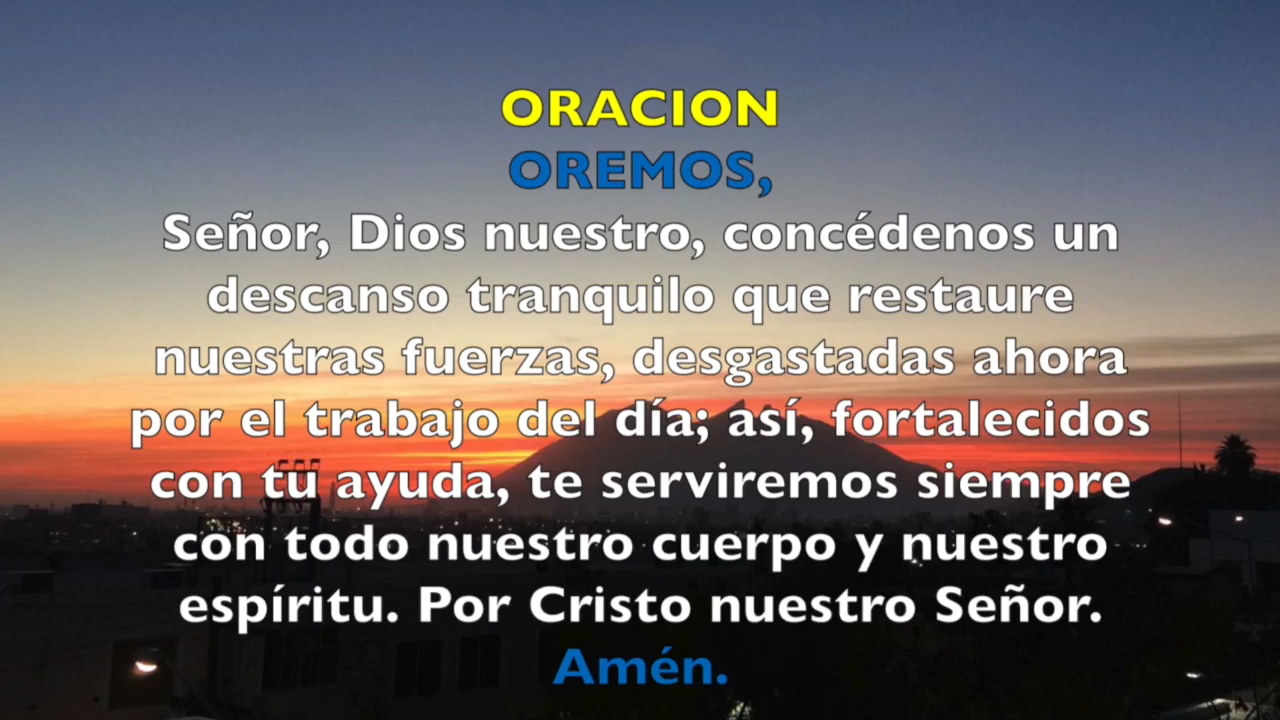 ORACION
OREMOS,
Señor, Dios nuestro, concédenos un
descanso tranquilo que restaure
nuestras fuerzas, desgastadas ahora
por el trabajo del día; así, fortalecidos
con tu ayuda, te serviremos siempre
con todo nuestro cuerpo y nuestro
espíritu. Por Cristo nuestro Señor.
Amén.